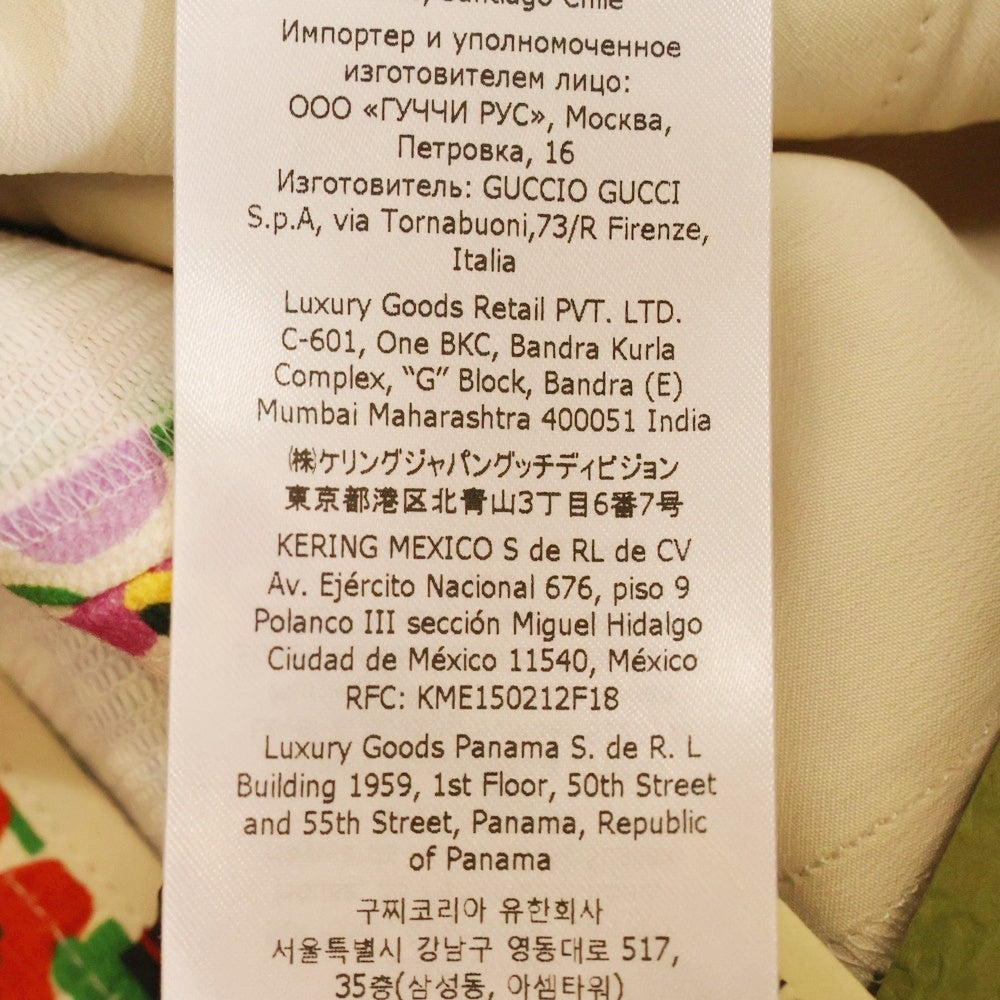 Santiago Chile
Импортер и уполномоченное
изготовителем лицо:
ООО «ГУЧЧИ РУС», Москва,
Петровка, 16
Изготовитель: GUCCIO GUCCI
S.p.A, via Tornabuoni,73/R Firenze,
Italia
Luxury Goods Retail PVT. LTD.
C-601, One BKC, Bandra Kurla
Complex, “G” Block, Bandra (E)
Mumbai Maharashtra 400051 India
㈱ケリングジャパングッチディビジョン
東京都港区北青山3丁目6番7号
KERING MEXICO S de RL de CV
Av. Ejército Nacional 676, piso 9
Polanco III sección Miguel Hidalgo
Ciudad de México 11540, México
RFC: KME150212F18
Luxury Goods Panama S. de R. L
Building 1959, 1st Floor, 50th Street
and 55th Street, Panama, Republic
of Panama
구찌코리아 유한회사
서울특별시 강남구 영동대로 517,
35층(삼성동, 아셈타워)